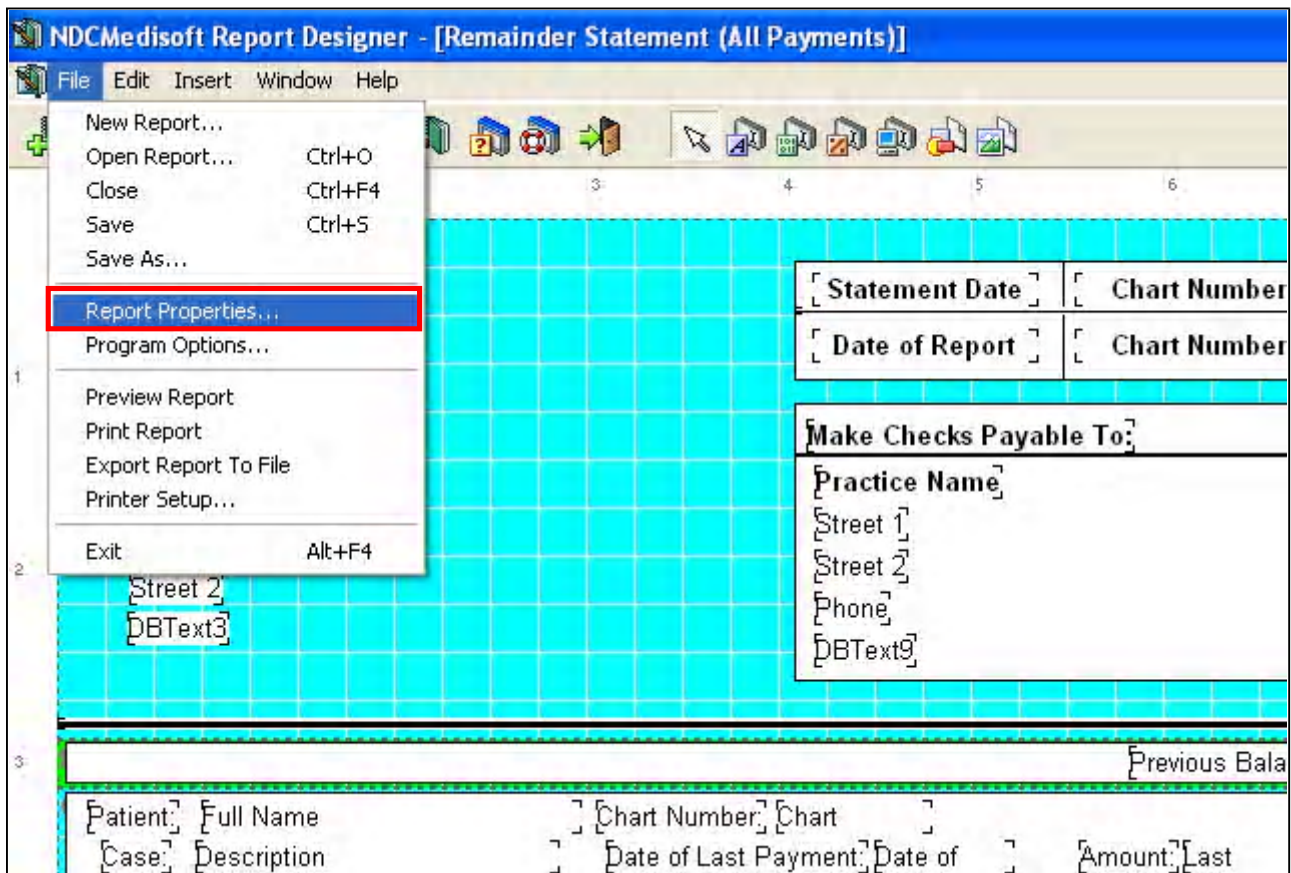 NDCMedisoft Report Designer - [Remainder Statement (All Payments)]
File Edit Insert Window Help
New Report...
Open Report... Ctrl+O
Close Ctrl+F4
Save Ctrl+S
Save As...
Report Properties...
Program Options...
Preview Report
Print Report
Export Report To File
Printer Setup...
Exit Alt+F4
3 4 5 6
Statement Date Chart Number
Date of Report Chart Number
1
Make Checks Payable To:
Practice Name
Street 1
Street 2
Phone
DBText9
2
Street 2
DBText3
3
Previous Bala
Patient: Full Name Chart Number: Chart
Case: Description Date of Last Payment: Date of Amount: Last